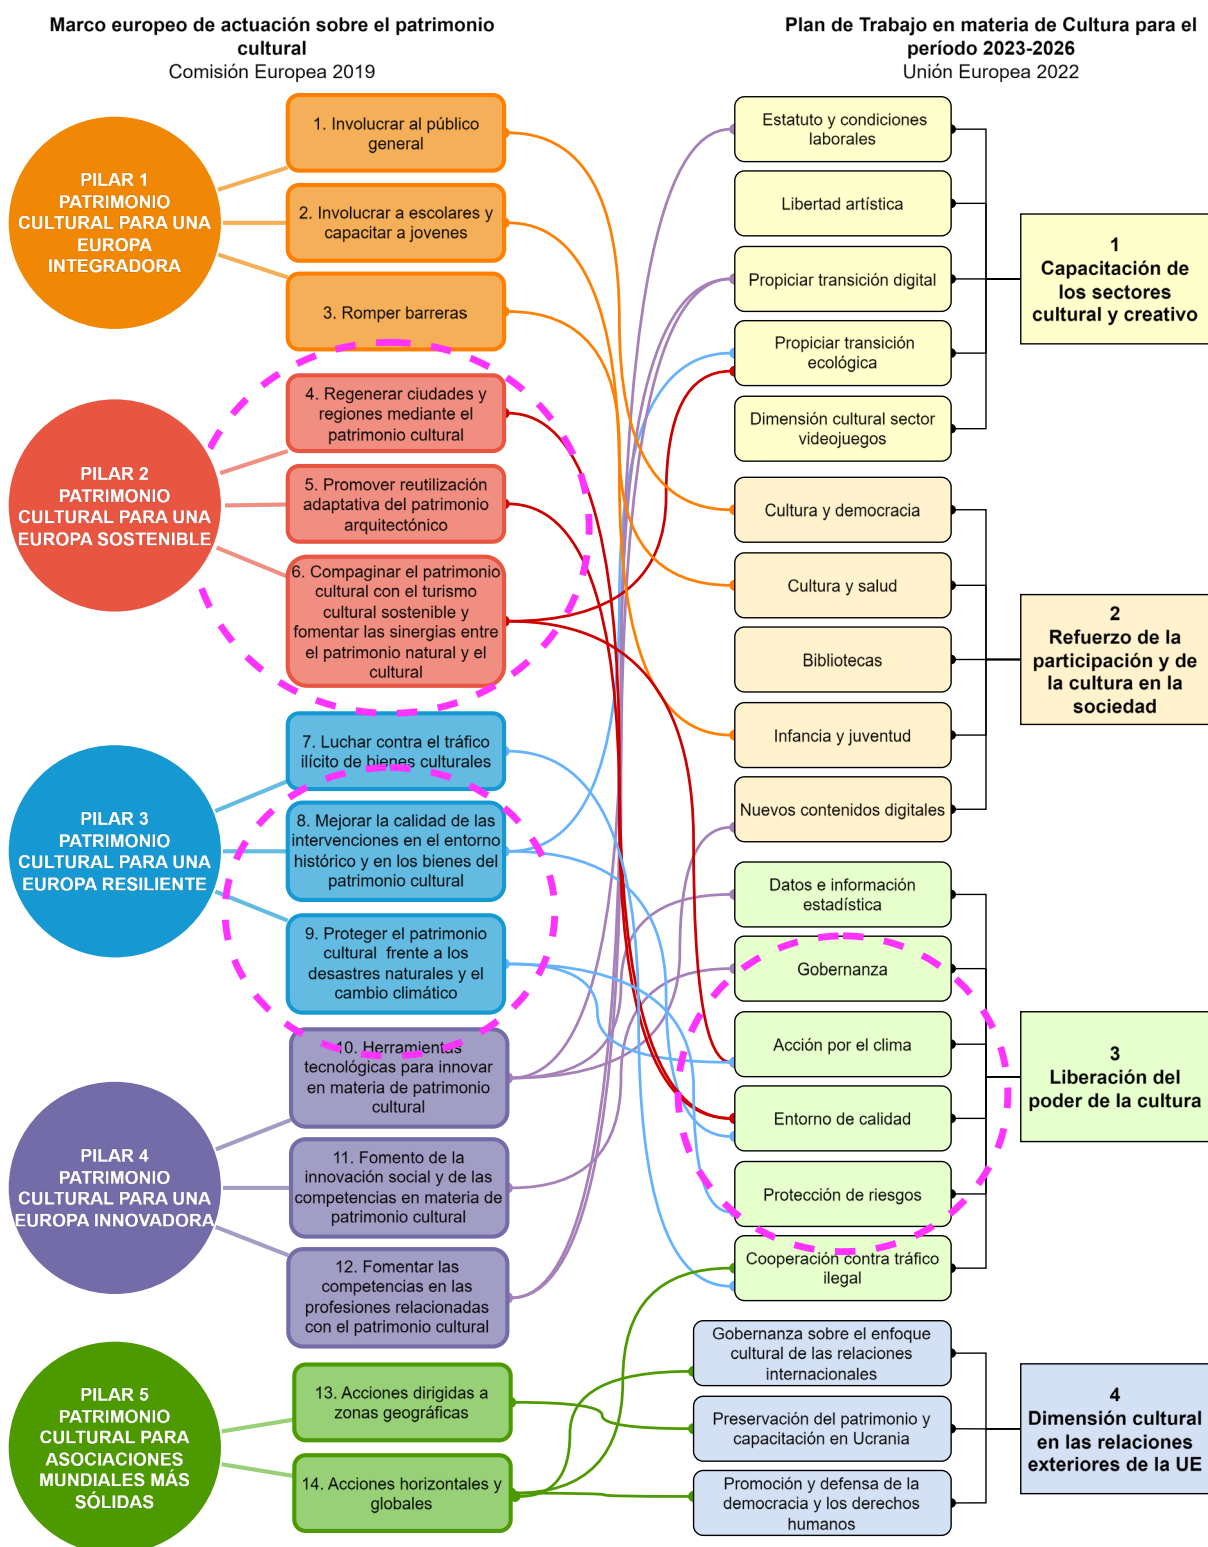 Marco europeo de actuación sobre el patrimonio
cultural
Comisión Europea 2019
PILAR 1
PATRIMONIO
CULTURAL PARA UNA
EUROPA
INTEGRADORA
1. Involucrar al público
general
2. Involucrar a escolares y
capacitar a jovenes
3. Romper barreras
PILAR 2
PATRIMONIO
CULTURAL PARA UNA
EUROPA SOSTENIBLE
4. Regenerar ciudades y
regiones mediante el
patrimonio cultural
5. Promover reutilización
adaptativa del patrimonio
arquitectónico
6. Compaginar el patrimonio
cultural con el turismo
cultural sostenible y
fomentar las sinergias entre
el patrimonio natural y el
cultural
PILAR 3
PATRIMONIO
CULTURAL PARA UNA
EUROPA RESILIENTE
7. Luchar contra el tráfico
ilícito de bienes culturales
8. Mejorar la calidad de las
intervenciones en el entorno
histórico y en los bienes del
patrimonio cultural
9. Proteger el patrimonio
cultural frente a los
desastres naturales y el
cambio climático
PILAR 4
PATRIMONIO
CULTURAL PARA UNA
EUROPA INNOVADORA
10. Herramientas
tecnológicas para innovar
en materia de patrimonio
cultural
11. Fomento de la
innovación social y de las
competencias en materia de
patrimonio cultural
12. Fomentar las
competencias en las
profesiones relacionadas
con el patrimonio cultural
PILAR 5
PATRIMONIO
CULTURAL PARA
ASOCIACIONES
MUNDIALES MÁS
SÓLIDAS
13. Acciones dirigidas a
zonas geográficas
14. Acciones horizontales y
globales
Plan de Trabajo en materia de Cultura para el
período 2023-2026
Unión Europea 2022
Estatuto y condiciones
laborales
Libertad artística
Propiciar transición digital
Propiciar transición
ecológica
Dimensión cultural sector
videojuegos
1
Capacitación de
los sectores
cultural y creativo
Cultura y democracia
Cultura y salud
Bibliotecas
Infancia y juventud
Nuevos contenidos digitales
2
Refuerzo de la
participación y de
la cultura en la
sociedad
Datos e información
estadística
Gobernanza
Acción por el clima
Entorno de calidad
Protección de riesgos
Cooperación contra tráfico
ilegal
3
Liberación del
poder de la cultura
Gobernanza sobre el enfoque
cultural de las relaciones
internacionales
Preservación del patrimonio y
capacitación en Ucrania
Promoción y defensa de la
democracia y los derechos
humanos
4
Dimensión cultural
en las relaciones
exteriores de la UE